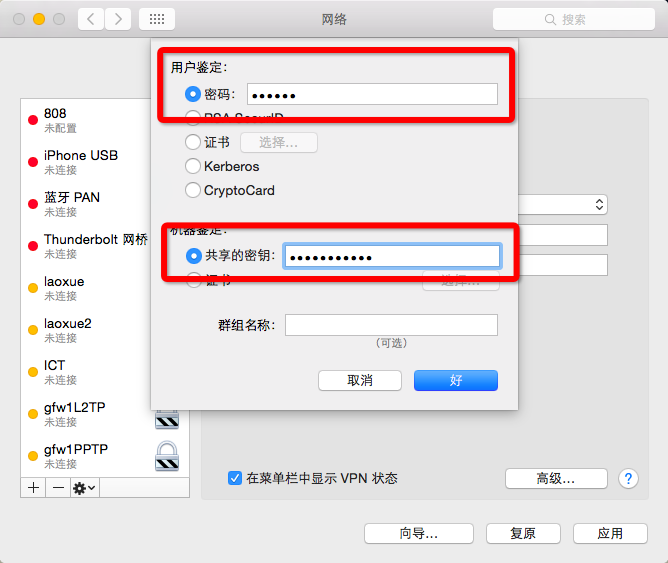 网络
搜索
用户鉴定：
密码：
RSA SecurID
证书
选择...
Kerberos
CryptoCard
机器鉴定：
共享的密钥：
证书
选择...
群组名称：
（可选）
取消
好
808
未配置
iPhone USB
未连接
蓝牙 PAN
未连接
Thunderbolt 网桥
未连接
laoxue
未连接
laoxue2
未连接
ICT
未连接
gfw1L2TP
未连接
gfw1PPTP
未连接
在菜单栏中显示 VPN 状态
高级...
?
向导...
复原
应用